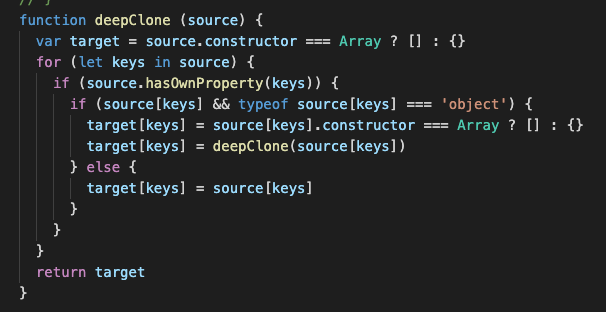 // }
function deepClone (source) {
  var target = source.constructor === Array ? [] : {}
  for (let keys in source) {
    if (source.hasOwnProperty(keys)) {
      if (source[keys] && typeof source[keys] === 'object') {
        target[keys] = source[keys].constructor === Array ? [] : {}
        target[keys] = deepClone(source[keys])
      } else {
        target[keys] = source[keys]
      }
    }
  }
  return target
}